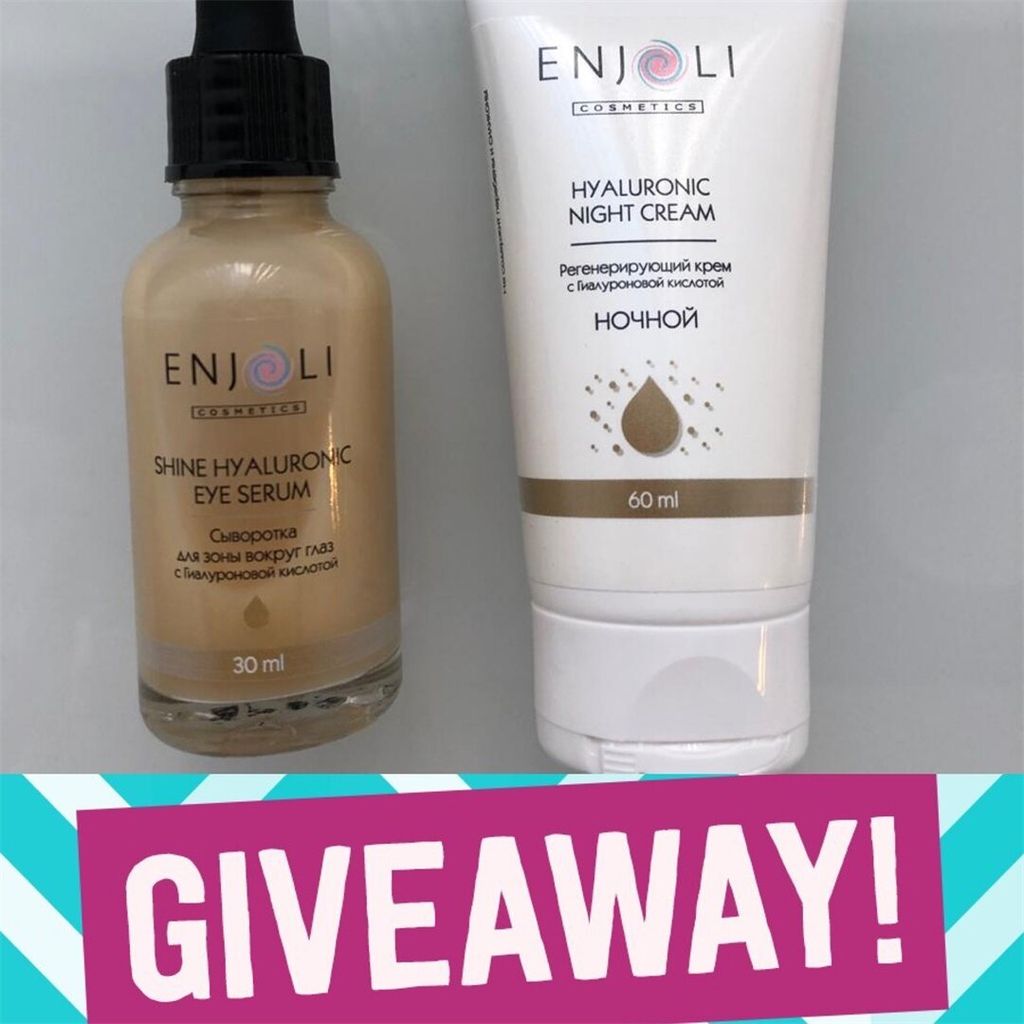 ENJOLI
COSMETICS
SHINE HYALURONIC
EYE SERUM
Сыворотка
для зоны вокруг глаз
с Гиалуроновой кислотой
30 ml
ENJOLI
COSMETICS
HYALURONIC
NIGHT CREAM
Регенерирующий крем
с Гиалуроновой кислотой
НОЧНОЙ
60 ml
GIVEAWAY!